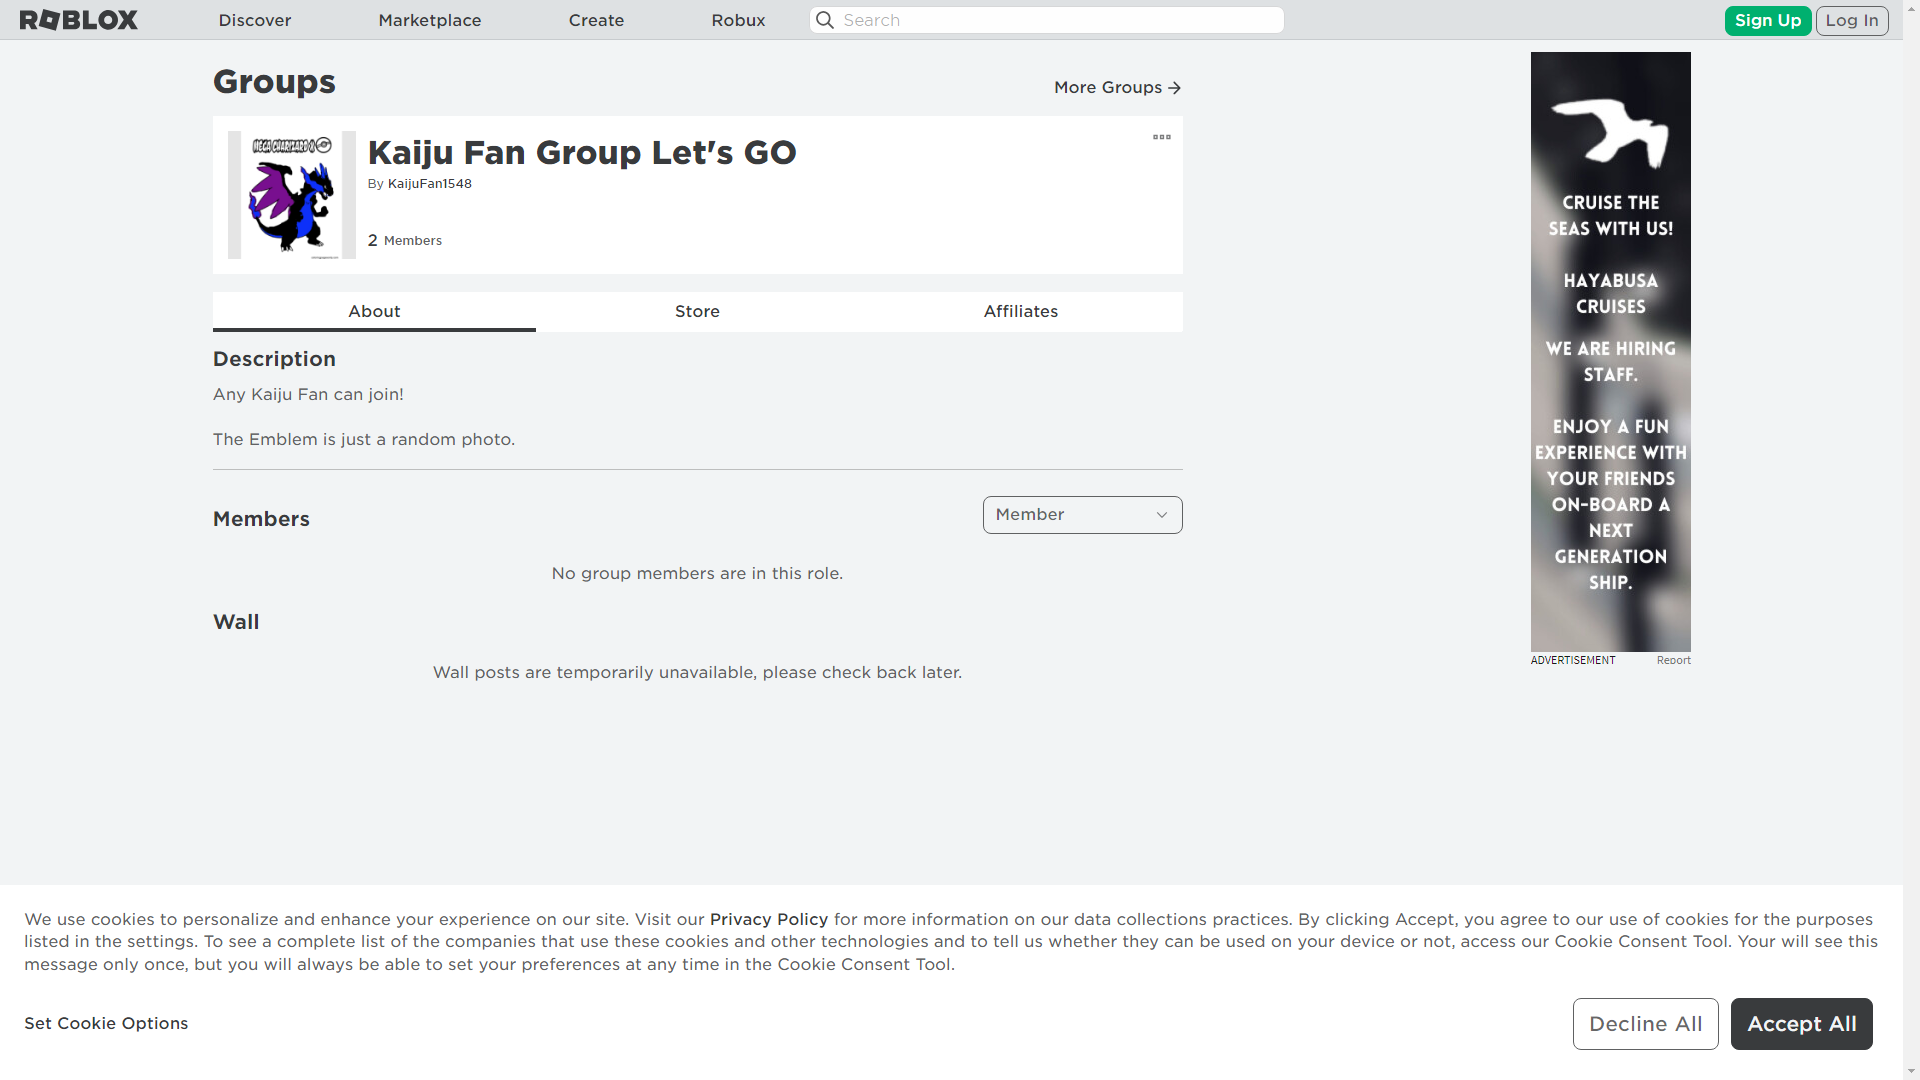 ROBLOX
Discover
Marketplace
Create
Robux
Search
Sign Up
Log In
Groups
More Groups
MEGA CHARIZARD X
Kaiju Fan Group Let's GO
By KaijuFan1548
2 Members
About
Store
Affiliates
Description
Any Kaiju Fan can join!
The Emblem is just a random photo.
Members
Member
No group members are in this role.
Wall
Wall posts are temporarily unavailable, please check back later.
CRUISE THE
SEAS WITH US!
HAYABUSA
CRUISES
WE ARE HIRING
STAFF.
ENJOY A FUN
EXPERIENCE WITH
YOUR FRIENDS
ON-BOARD A
NEXT
GENERATION
SHIP.
ADVERTISEMENT
Report
We use cookies to personalize and enhance your experience on our site. Visit our Privacy Policy for more information on our data collections practices. By clicking Accept, you agree to our use of cookies for the purposes
listed in the settings. To see a complete list of the companies that use these cookies and other technologies and to tell us whether they can be used on your device or not, access our Cookie Consent Tool. Your will see this
message only once, but you will always be able to set your preferences at any time in the Cookie Consent Tool.
Set Cookie Options
Decline All
Accept All